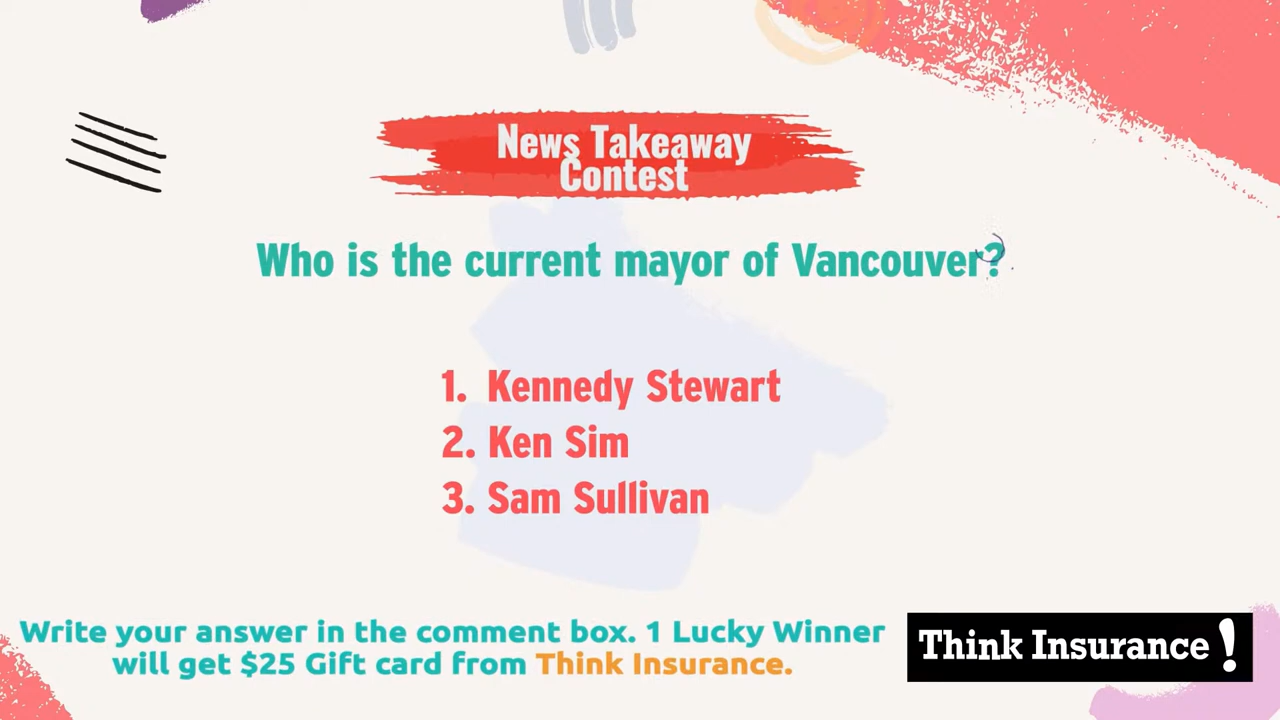 News Takeaway
Contest
Who is the current mayor of Vancouver?
1. Kennedy Stewart
2. Ken Sim
3. Sam Sullivan
Write your answer in the comment box. 1 Lucky Winner
will get $25 Gift card from Think Insurance.
Think Insurance!